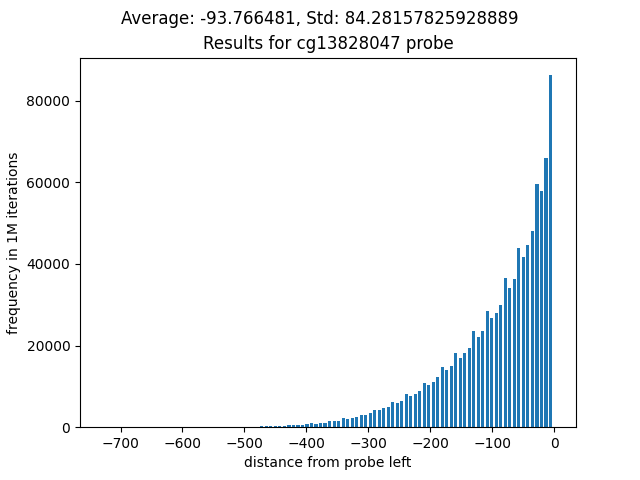 Average: -93.766481, Std: 84.28157825928889
Results for cg13828047 probe
frequency in 1M iterations
80000
60000
40000
20000
0
−700 −600 −500 −400 −300 −200 −100 0
distance from probe left